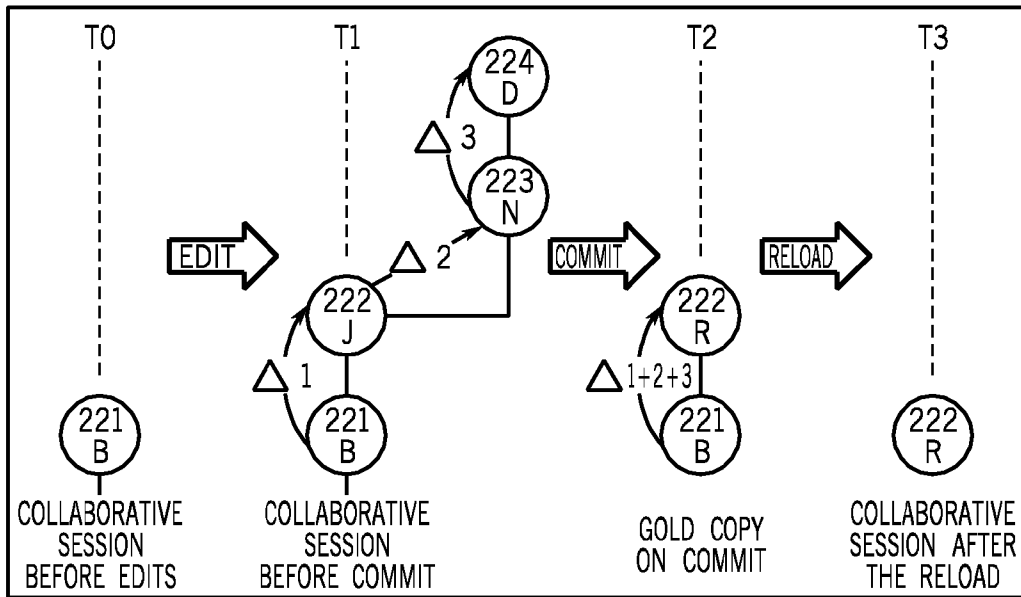 T0
T1
T2
T3
224
D
△ 3
223
N
EDIT
△ 2
COMMIT
RELOAD
222
J
222
R
△ 1
△ 1+2+3
221
B
221
B
221
B
222
R
COLLABORATIVE
SESSION
BEFORE EDITS
COLLABORATIVE
SESSION
BEFORE COMMIT
GOLD COPY
ON COMMIT
COLLABORATIVE
SESSION AFTER
THE RELOAD